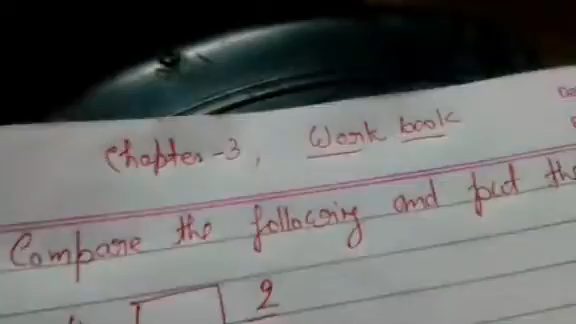 Chapter-3, Work book
Compare the following and put the
2